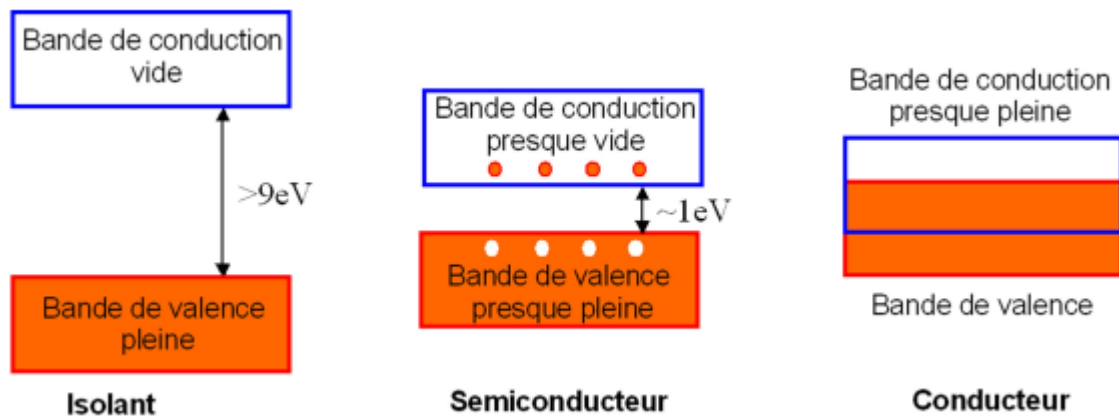 Bande de conduction
vide
>9eV
Bande de valence
pleine
Isolant
Bande de conduction
presque vide
~1eV
Bande de valence
presque pleine
Semiconducteur
Bande de conduction
presque pleine
Bande de valence
Conducteur